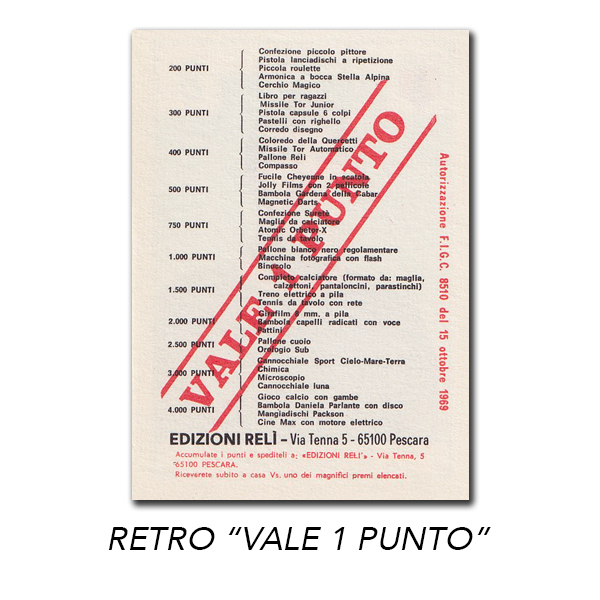 200 PUNTI
Confezione piccolo pittore
Pistola lanciadischi a ripetizione
Piccola roulette
Armonica a bocca Stella Alpina
Cerchio Magico
300 PUNTI
Libro per ragazzi
Missile Tor Junior
Pistola capsule 6 colpi
Pastelli con righello
Corredo disegno
400 PUNTI
Coloredo della Quercetti
Missile Tor Automatico
Pallone Reli
Compasso
500 PUNTI
Fucile Cheyenne in scatola
Jolly Films con 2 pellicole
Bambola Gardena della Cabar
Magnetic Darts
750 PUNTI
Confezione Sureté
Maglia da calciatore
Atomic Orbeter-X
Tennis da tavolo
1.000 PUNTI
Pallone bianco nero regolamentare
Macchina fotografica con flash
Binocolo
1.500 PUNTI
Completo calciatore (formato da: maglia,
calzettoni, pantaloncini, parastinchi)
Treno elettrico a pila
Tennis da tavolo con rete
2.000 PUNTI
Girafilm 8 mm. a pila
Bambola capelli radicati con voce
Pattini
2.500 PUNTI
Pallone cuoio
Orologio Sub
3.000 PUNTI
Cannocchiale Sport Cielo-Mare-Terra
Chimica
Microscopio
Cannocchiale luna
4.000 PUNTI
Gioco calcio con gambe
Bambola Daniela Parlante con disco
Mangiadischi Packson
Cine Max con motore elettrico
VALE 1 PUNTO
Autorizzazione F.I.G.C. 8510 del 15 ottobre 1969
EDIZIONI RELÌ – Via Tenna 5 - 65100 Pescara
Accumulate i punti e spediteli a: «EDIZIONI RELI'» - Via Tenna, 5
65100 PESCARA.
Riceverete subito a casa Vs. uno dei magnifici premi elencati.
RETRO “VALE 1 PUNTO”